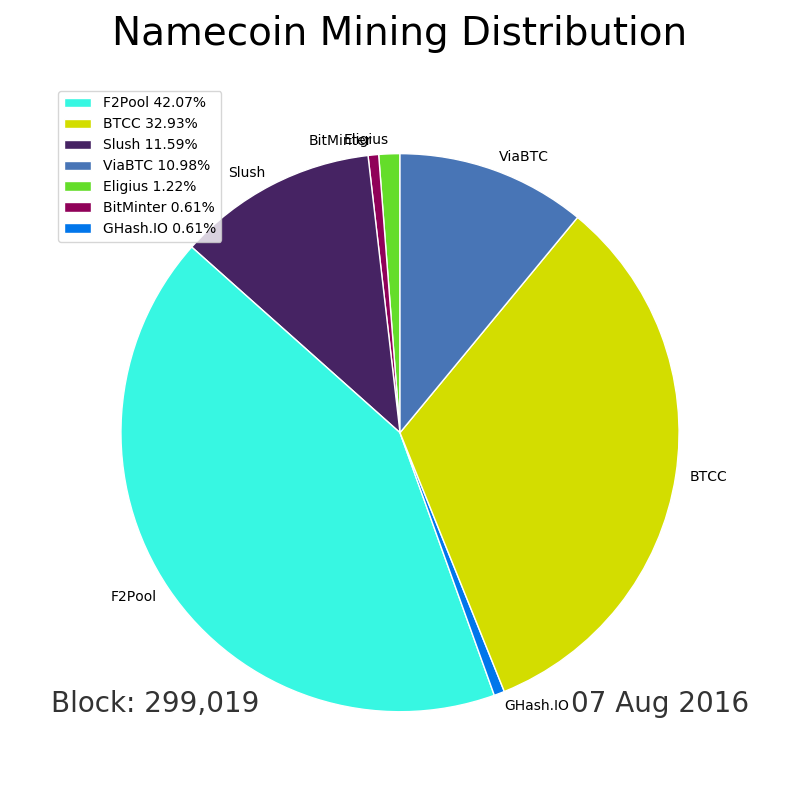 Namecoin Mining Distribution
F2Pool 42.07%
BTCC 32.93%
Slush 11.59%
ViaBTC 10.98%
Eligius 1.22%
BitMinter 0.61%
GHash.IO 0.61%
BitMinter
Eligius
ViaBTC
Slush
BTCC
F2Pool
GHash.IO
Block: 299,019
07 Aug 2016